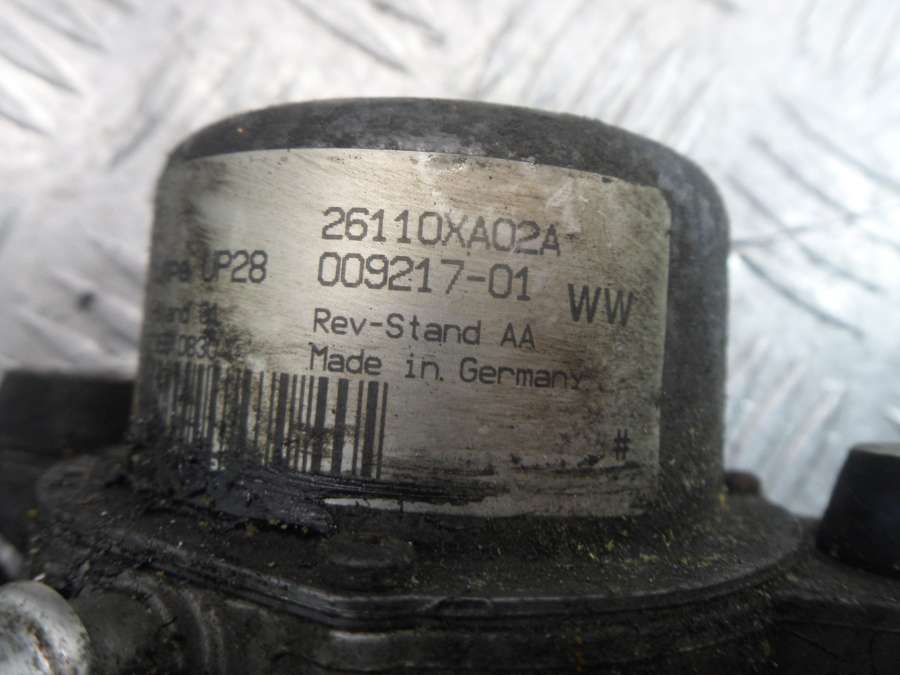 26110XA02A
UP28 009217-01 WW
Rev-Stand AA
Made in Germany
#